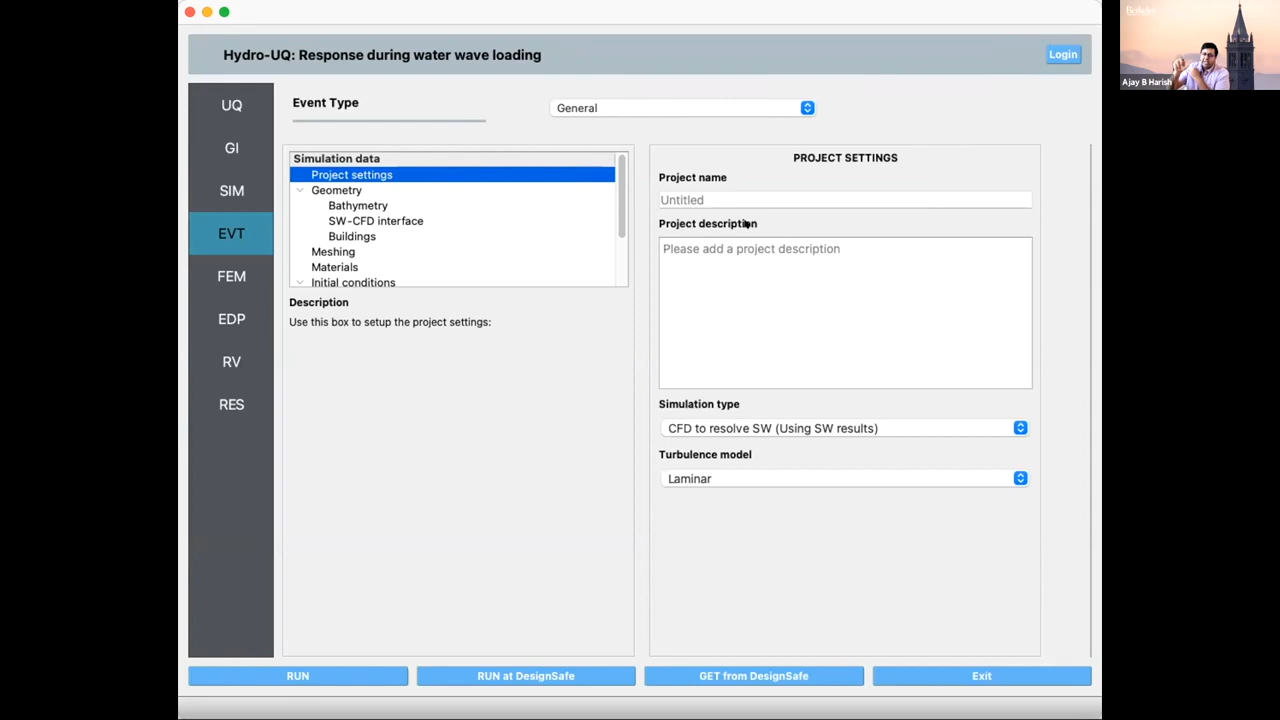 Hydro-UQ: Response during water wave loading
Login
Berkeley
Ajay B Harish
UQ
GI
SIM
EVT
FEM
EDP
RV
RES
Event Type
General
Simulation data
Project settings
Geometry
Bathymetry
SW-CFD interface
Buildings
Meshing
Materials
Initial conditions
Description
Use this box to setup the project settings:
PROJECT SETTINGS
Project name
Untitled
Project description
Please add a project description
Simulation type
CFD to resolve SW (Using SW results)
Turbulence model
Laminar
RUN
RUN at DesignSafe
GET from DesignSafe
Exit